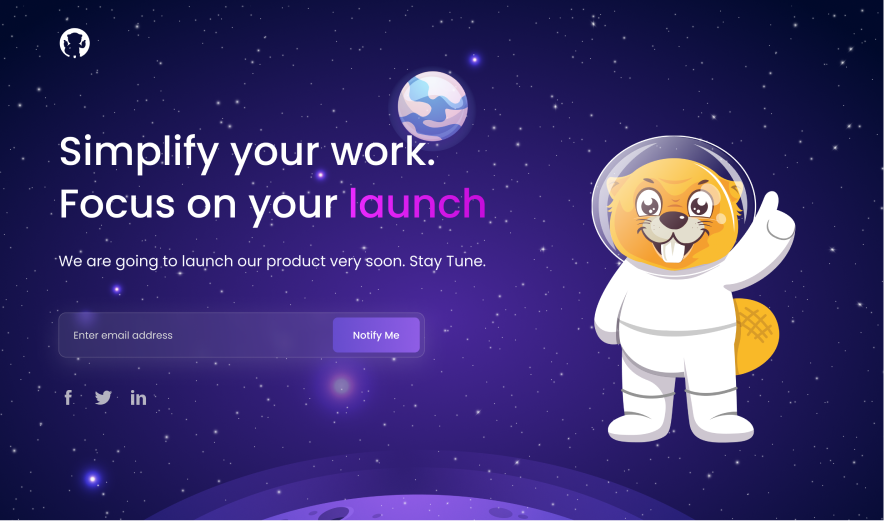 Simplify your work.
Focus on your launch
We are going to launch our product very soon. Stay Tune.
Enter email address
Notify Me